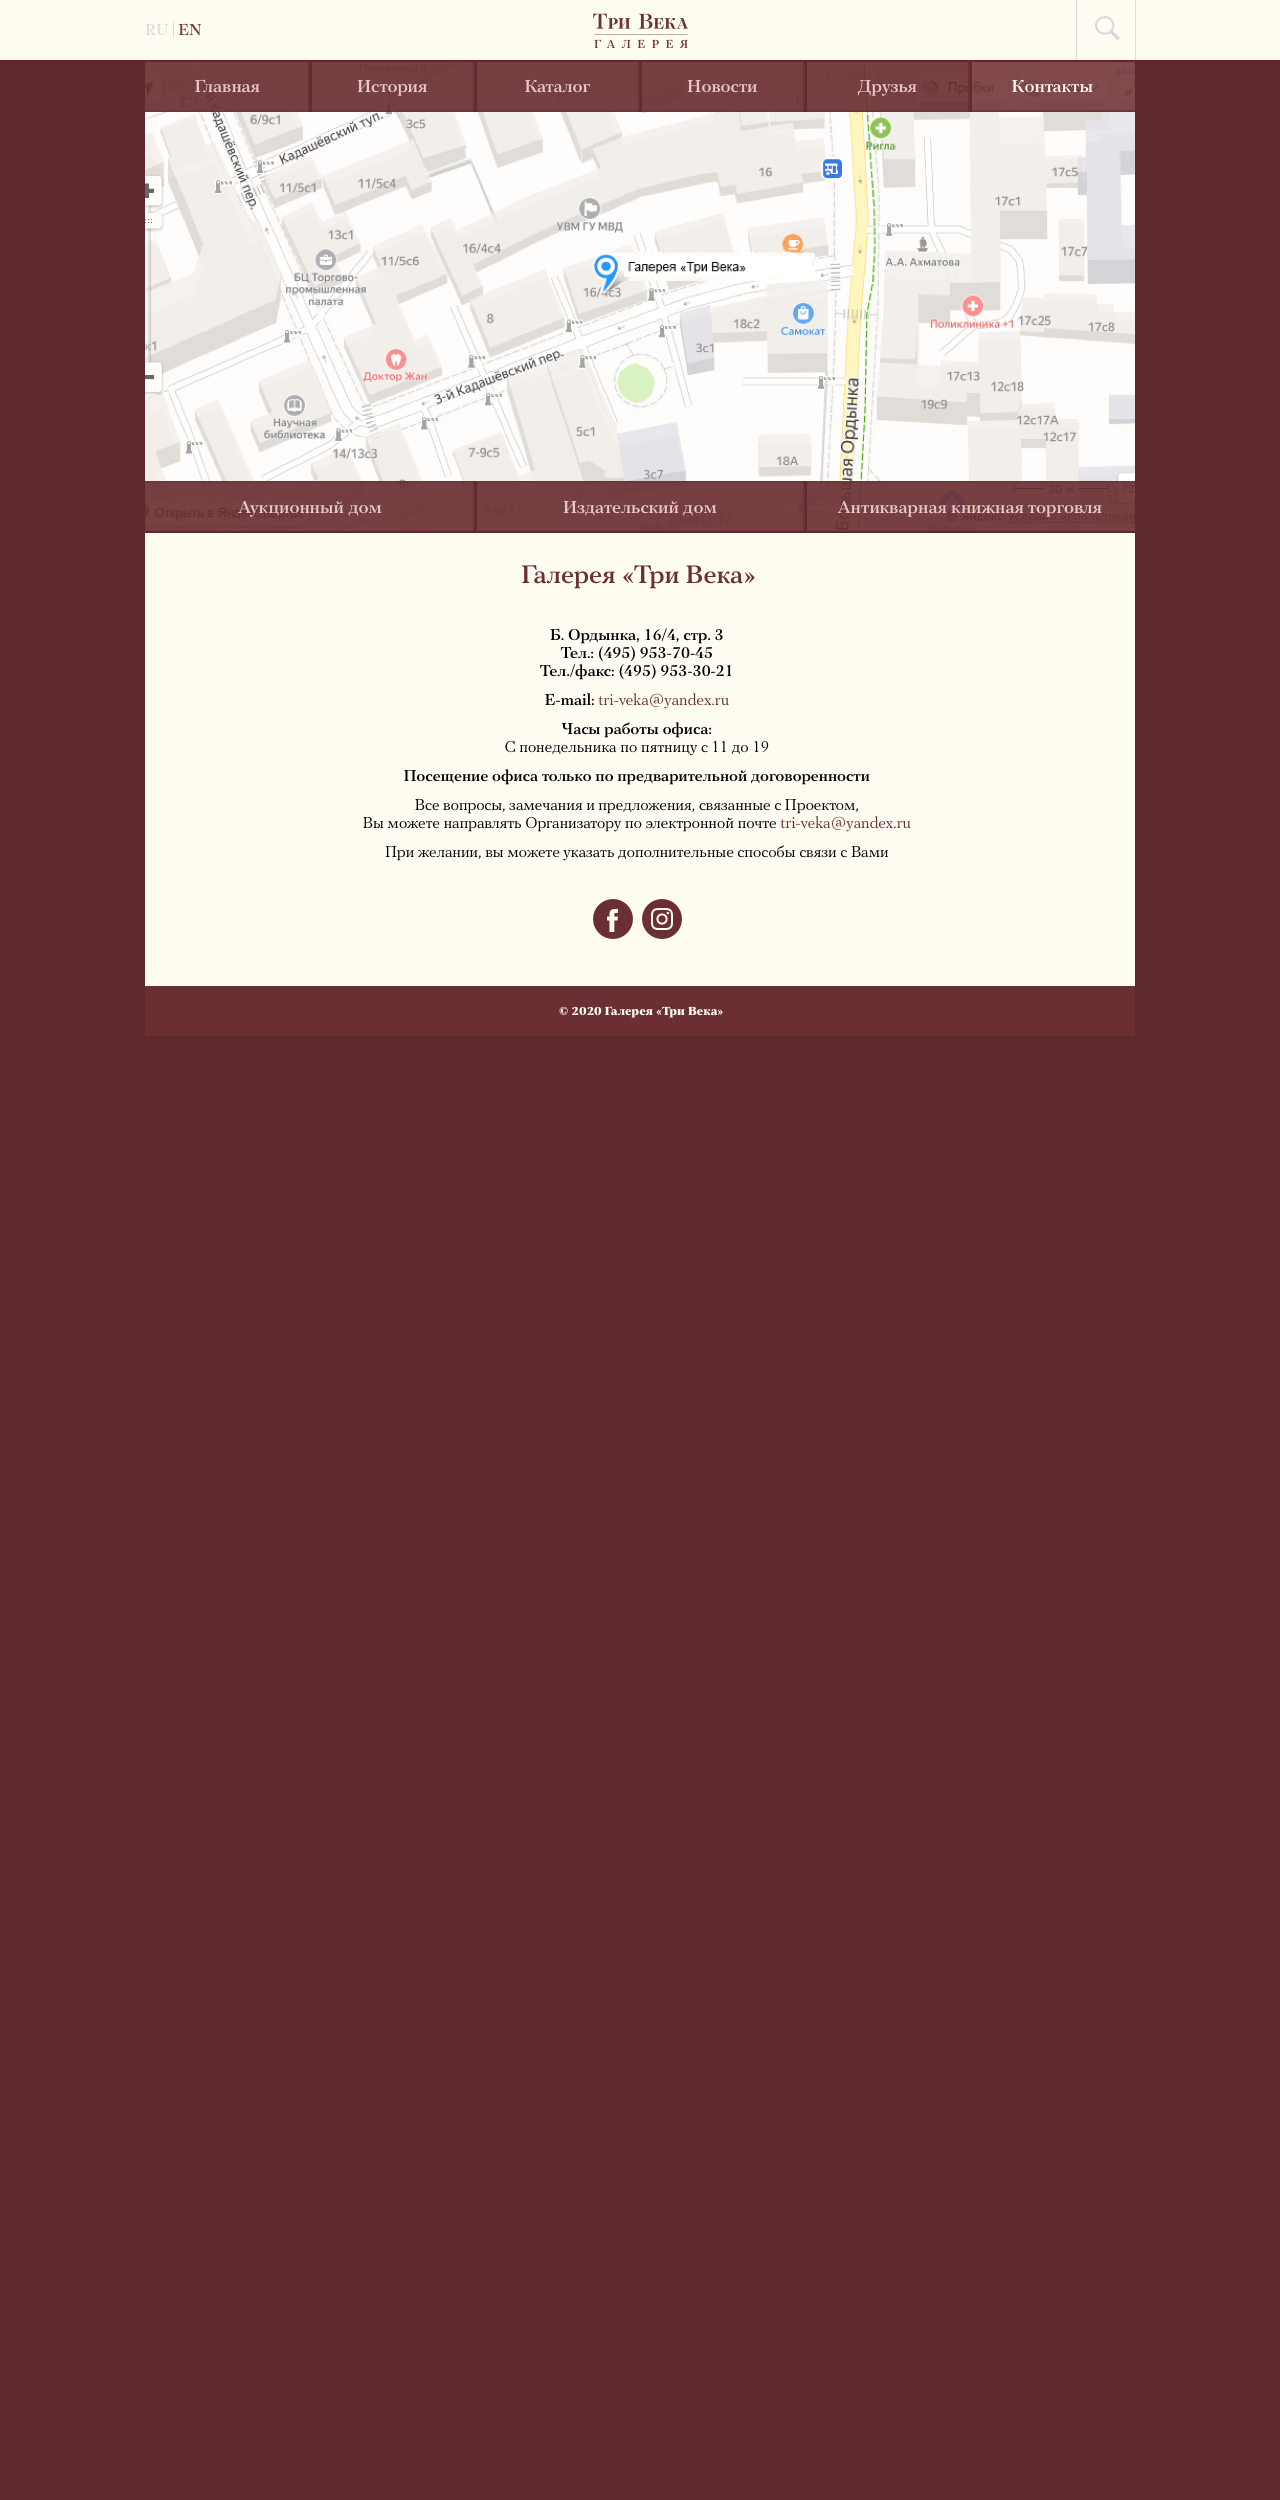 RU | EN
Три Века
ГАЛЕРЕЯ
Главная
История
Каталог
Новости
Друзья
Контакты
Пробки
6/9с1
Кадашёвский туп.
3с5
Кадашёвский пер.
11/5с1
11/5с4
16
Ригла
17с5
17с1
УВМ ГУ МВД
13с1
16/4с4
11/5с6
17с7
А.А. Ахматова
БЦ Торгово-
промышленная
палата
Галерея «Три Века»
16/4с3
8
18с2
Самокат
Поликлиника +1
17с25
17с8
3с1
Доктор Жан
3-й Кадашёвский пер.
17с13
12с18
19с9
Научная
библиотека
12с17А
12с17
5с1
Большая Ордынка
14/13с3
7-9с5
18А
3с7
20 м
Аукционный дом
Издательский дом
Антикварная книжная торговля
Галерея «Три Века»
Б. Ордынка, 16/4, стр. 3
Тел.: (495) 953-70-45
Тел./факс: (495) 953-30-21
E-mail: tri-veka@yandex.ru
Часы работы офиса:
С понедельника по пятницу с 11 до 19
Посещение офиса только по предварительной договоренности
Все вопросы, замечания и предложения, связанные с Проектом,
Вы можете направлять Организатору по электронной почте tri-veka@yandex.ru
При желании, вы можете указать дополнительные способы связи с Вами
© 2020 Галерея «Три Века»